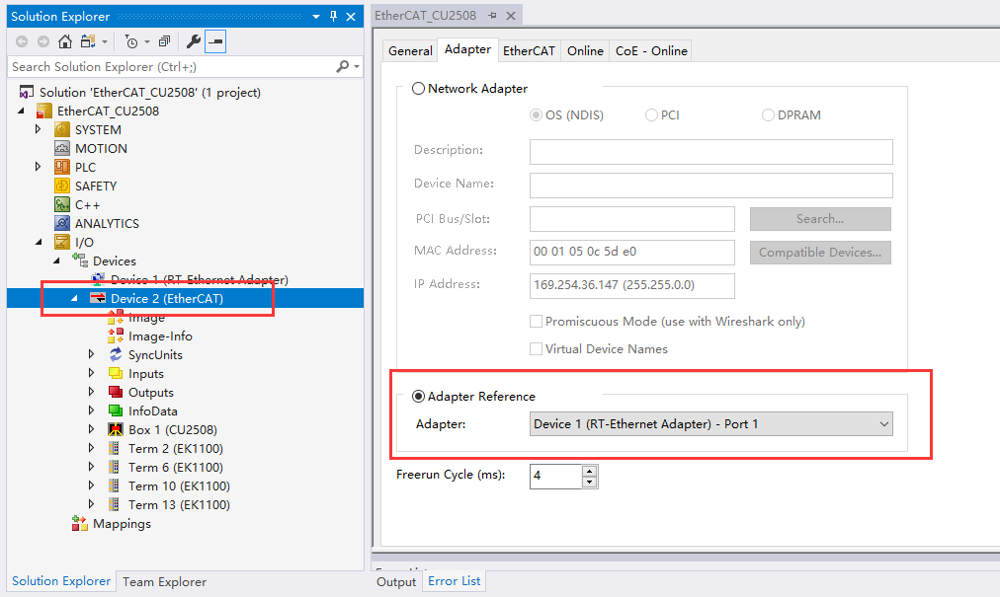 Solution Explorer
Search Solution Explorer (Ctrl+;)
Solution 'EtherCAT_CU2508' (1 project)
EtherCAT_CU2508
SYSTEM
MOTION
PLC
SAFETY
C++
ANALYTICS
I/O
Devices
Device 1 (RT-Ethernet Adapter)
Device 2 (EtherCAT)
Image
Image-Info
SyncUnits
Inputs
Outputs
InfoData
Box 1 (CU2508)
Term 2 (EK1100)
Term 6 (EK1100)
Term 10 (EK1100)
Term 13 (EK1100)
Mappings
Solution Explorer Team Explorer
EtherCAT_CU2508
General Adapter EtherCAT Online CoE - Online
Network Adapter
OS (NDIS) PCI DPRAM
Description:
Device Name:
PCI Bus/Slot: Search...
MAC Address: 00 01 05 0c 5d e0 Compatible Devices...
IP Address: 169.254.36.147 (255.255.0.0)
Promiscuous Mode (use with Wireshark only)
Virtual Device Names
Adapter Reference
Adapter: Device 1 (RT-Ethernet Adapter) - Port 1
Freerun Cycle (ms): 4
Output Error List